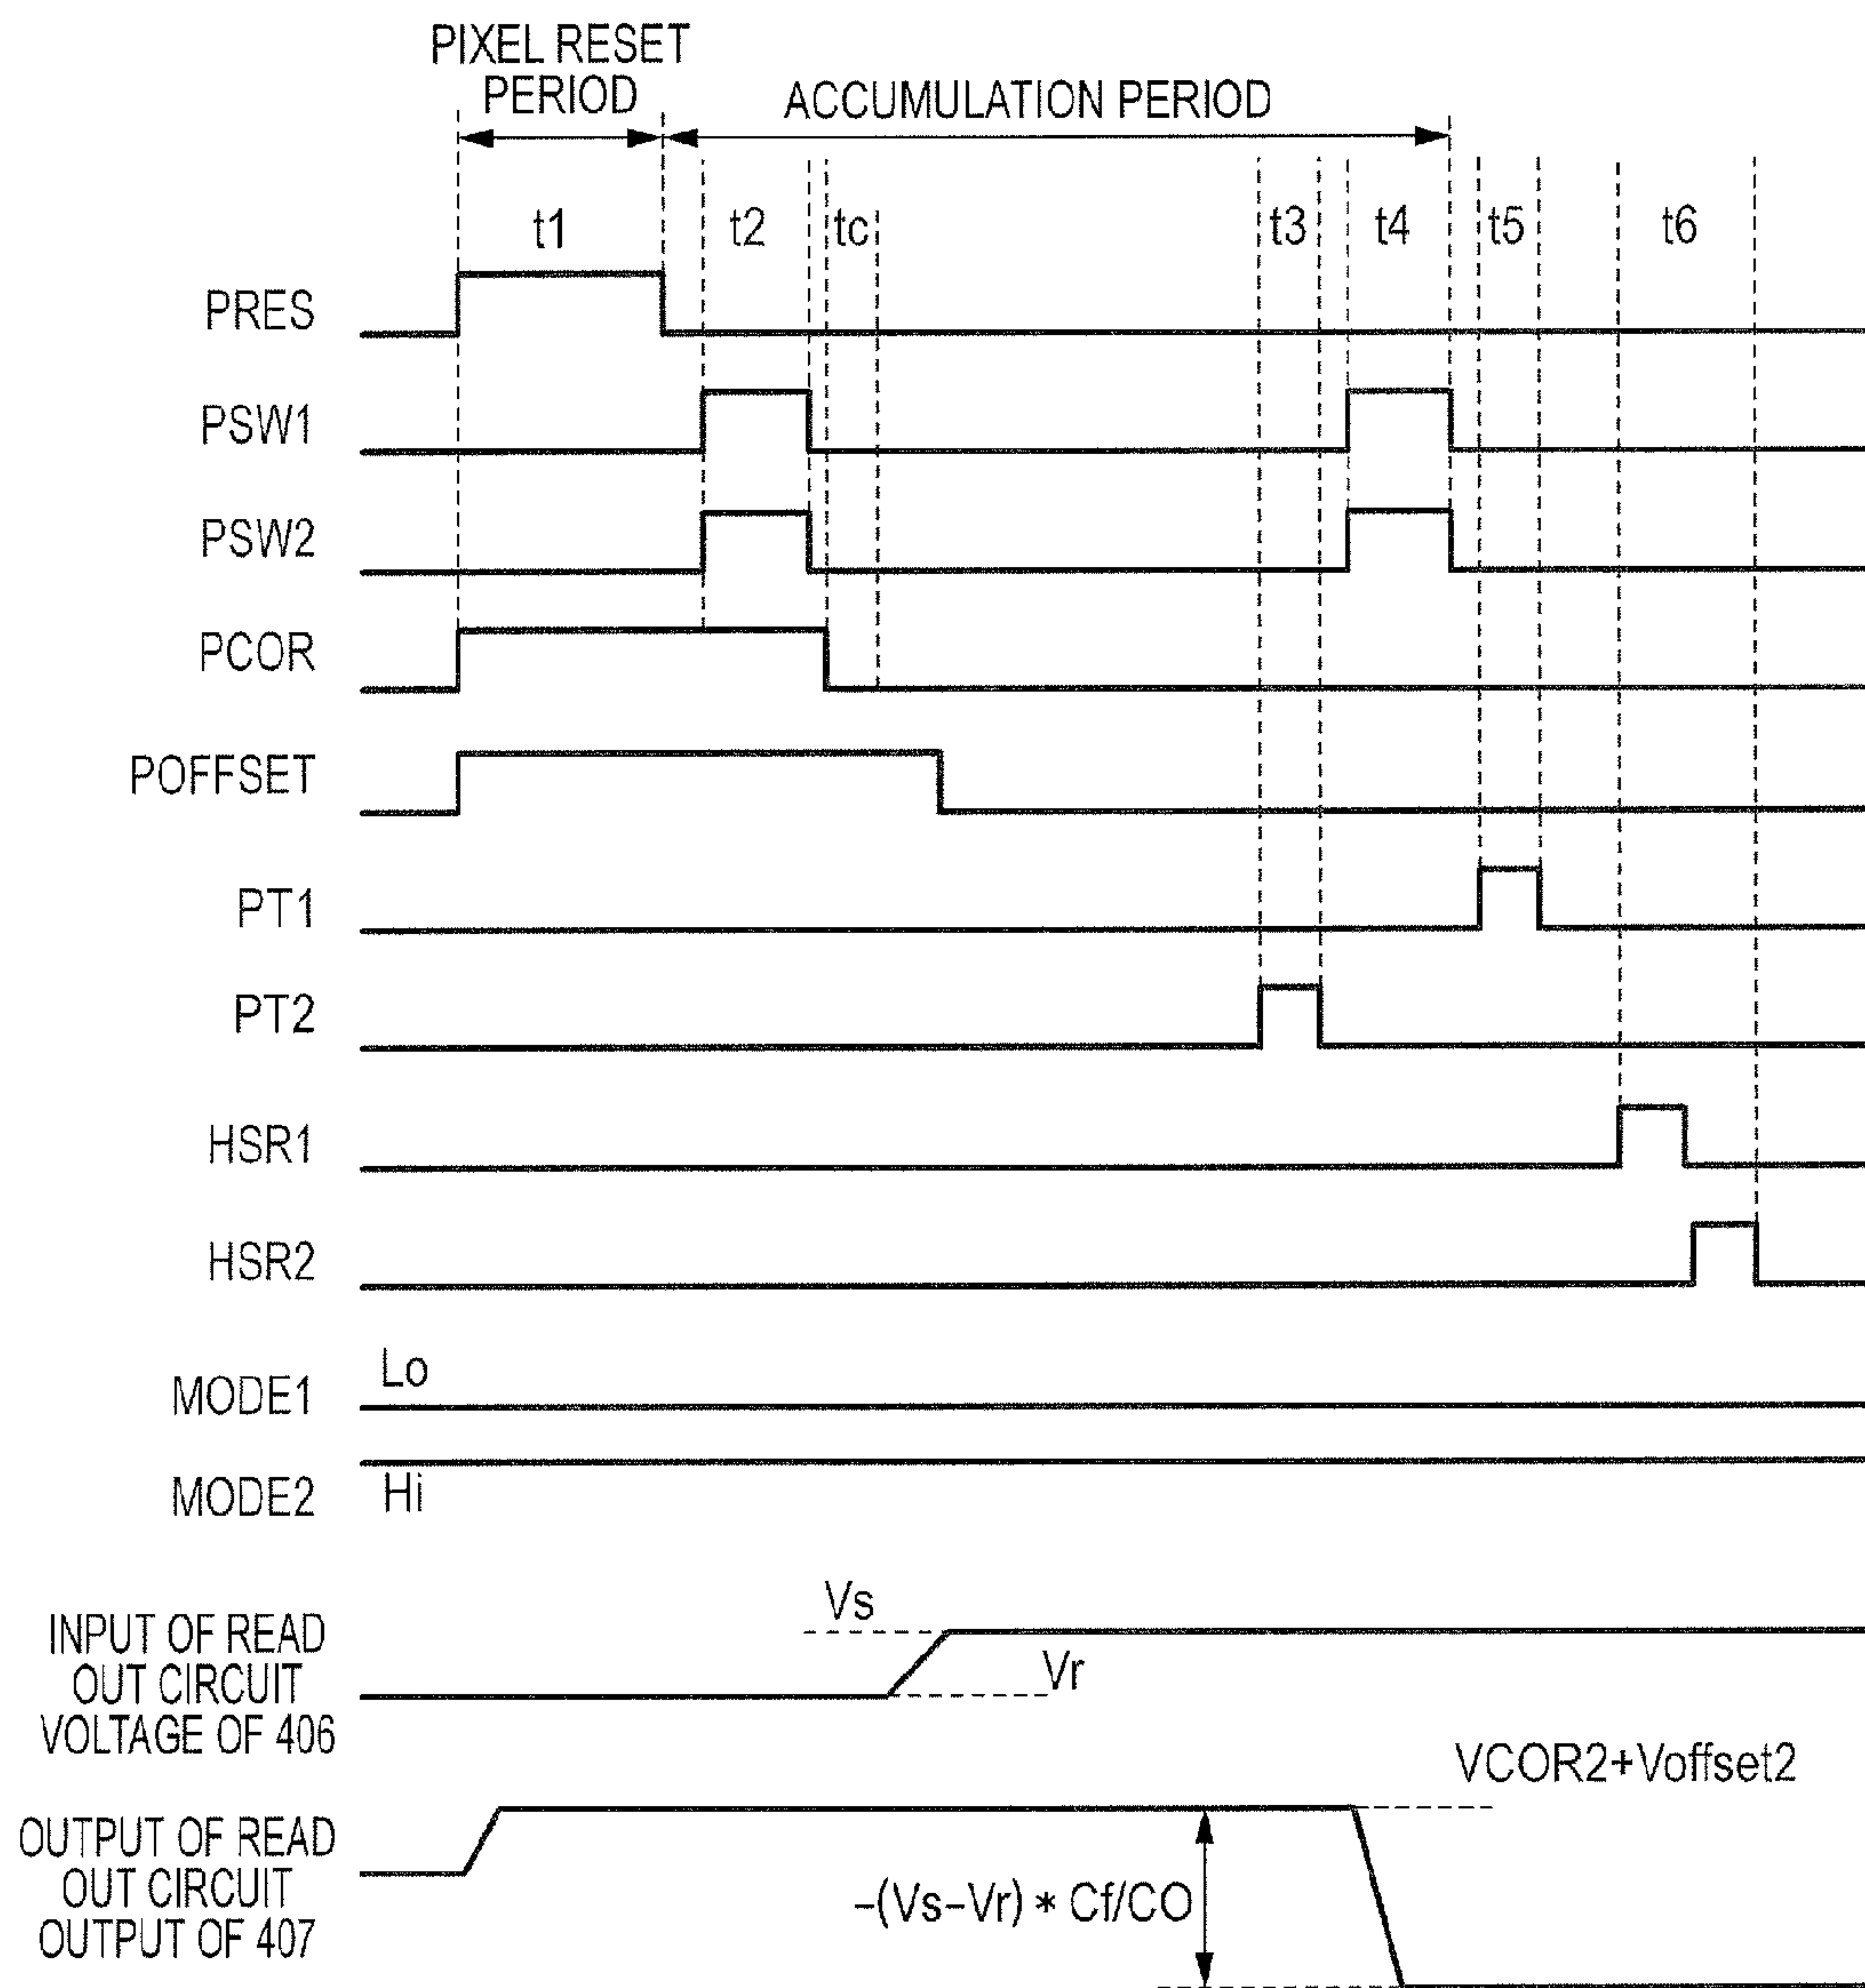 PIXEL RESET
PERIOD
ACCUMULATION PERIOD
t1
t2
tc
t3
t4
t5
t6
PRES
PSW1
PSW2
PCOR
POFFSET
PT1
PT2
HSR1
HSR2
MODE1
Lo
MODE2
Hi
INPUT OF READ
OUT CIRCUIT
VOLTAGE OF 406
Vs
Vr
VCOR2+Voffset2
OUTPUT OF READ
OUT CIRCUIT
OUTPUT OF 407
-(Vs-Vr) * Cf/CO